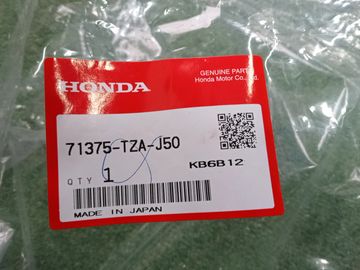 GENUINE PARTS
Honda Motor Co., Ltd.
HONDA
71375-TZA-J50
KB6B12
QTY 1
MADE IN JAPAN